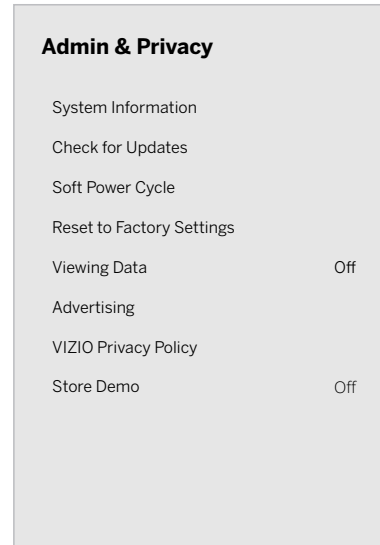 Admin & Privacy
System Information
Check for Updates
Soft Power Cycle
Reset to Factory Settings
Viewing Data Off
Advertising
VIZIO Privacy Policy
Store Demo Off